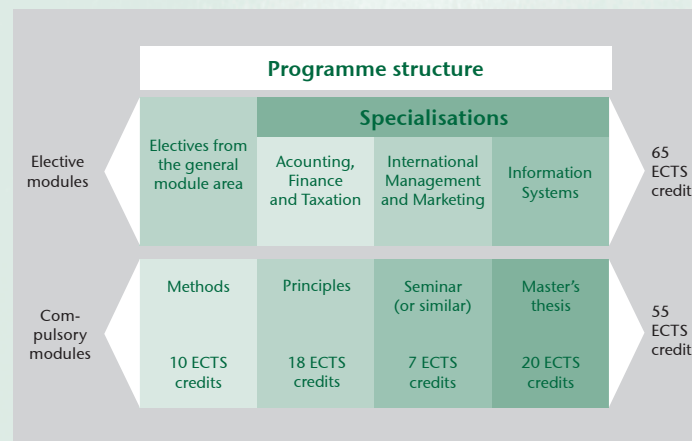 Programme structure
Specialisations
Elective
modules
Electives from
the general
module area
Acounting,
Finance
and Taxation
International
Management
and Marketing
Information
Systems
65
ECTS
credit
Com-
pulsory
modules
Methods
10 ECTS
credits
Principles
18 ECTS
credits
Seminar
(or similar)
7 ECTS
credits
Master's
thesis
20 ECTS
credits
55
ECTS
credit